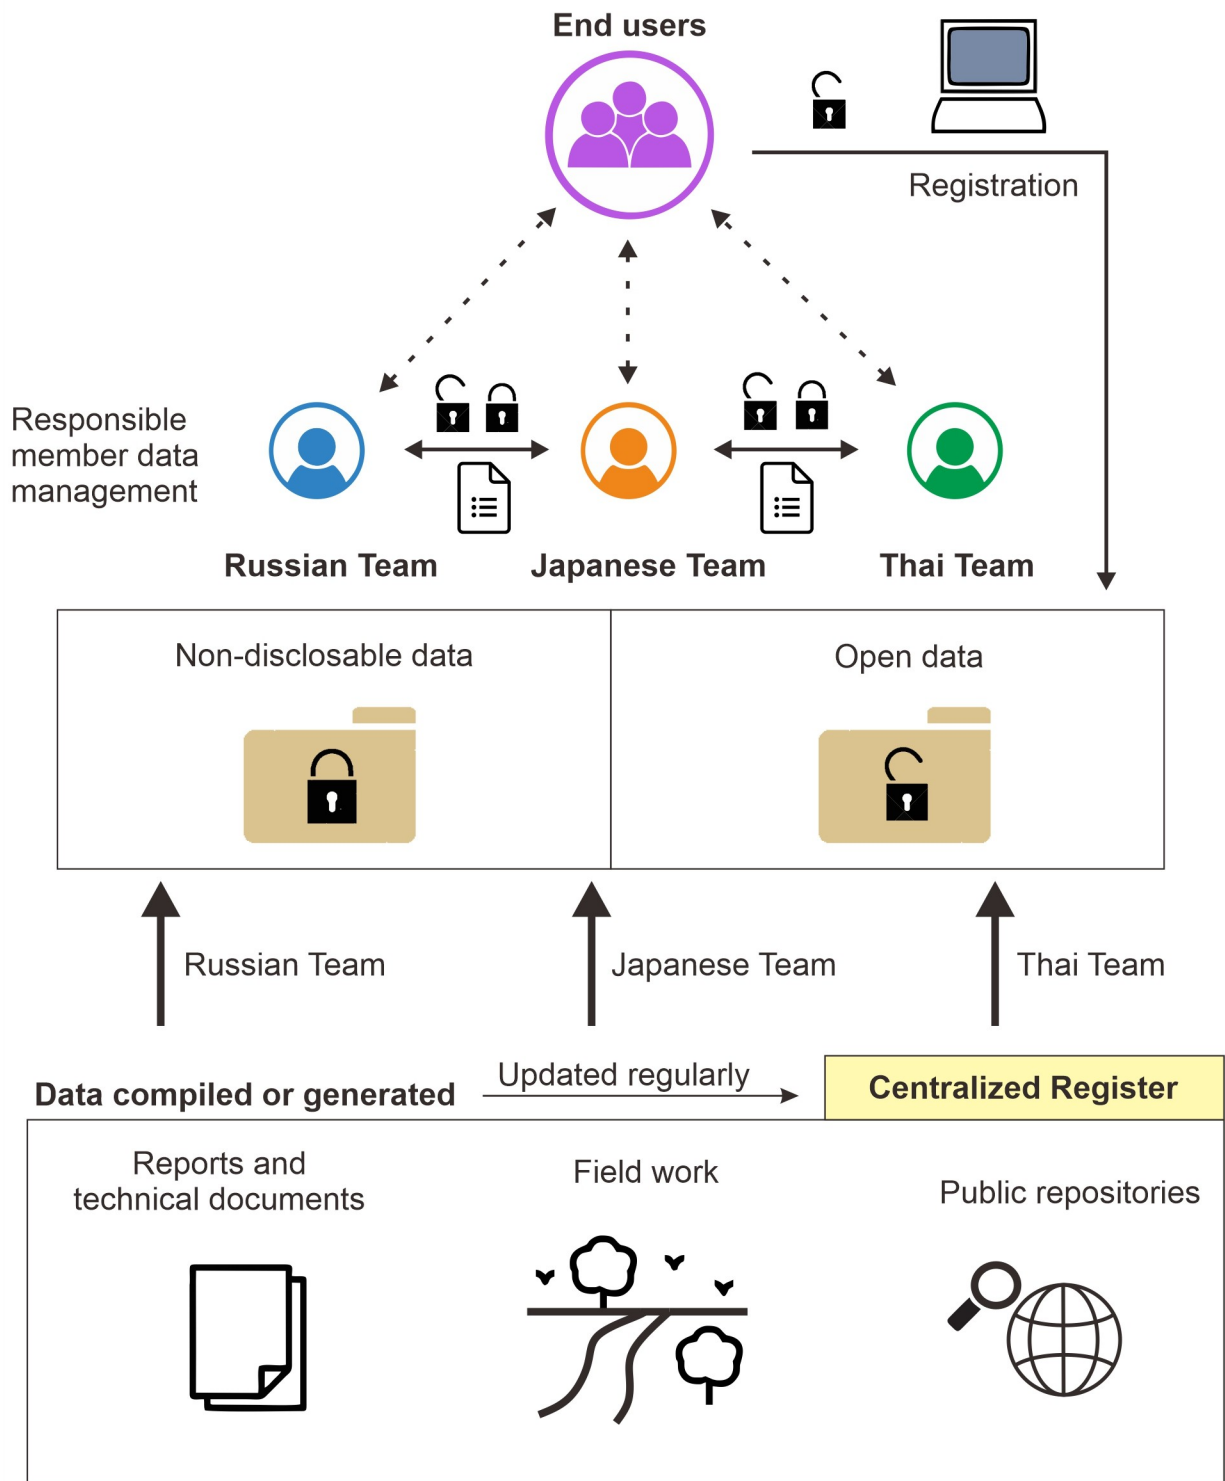 End users
Registration
Responsible
member data
management
Russian Team
Japanese Team
Thai Team
Non-disclosable data
Open data
Russian Team
Japanese Team
Thai Team
Data compiled or generated
Updated regularly
Centralized Register
Reports and
technical documents
Field work
Public repositories